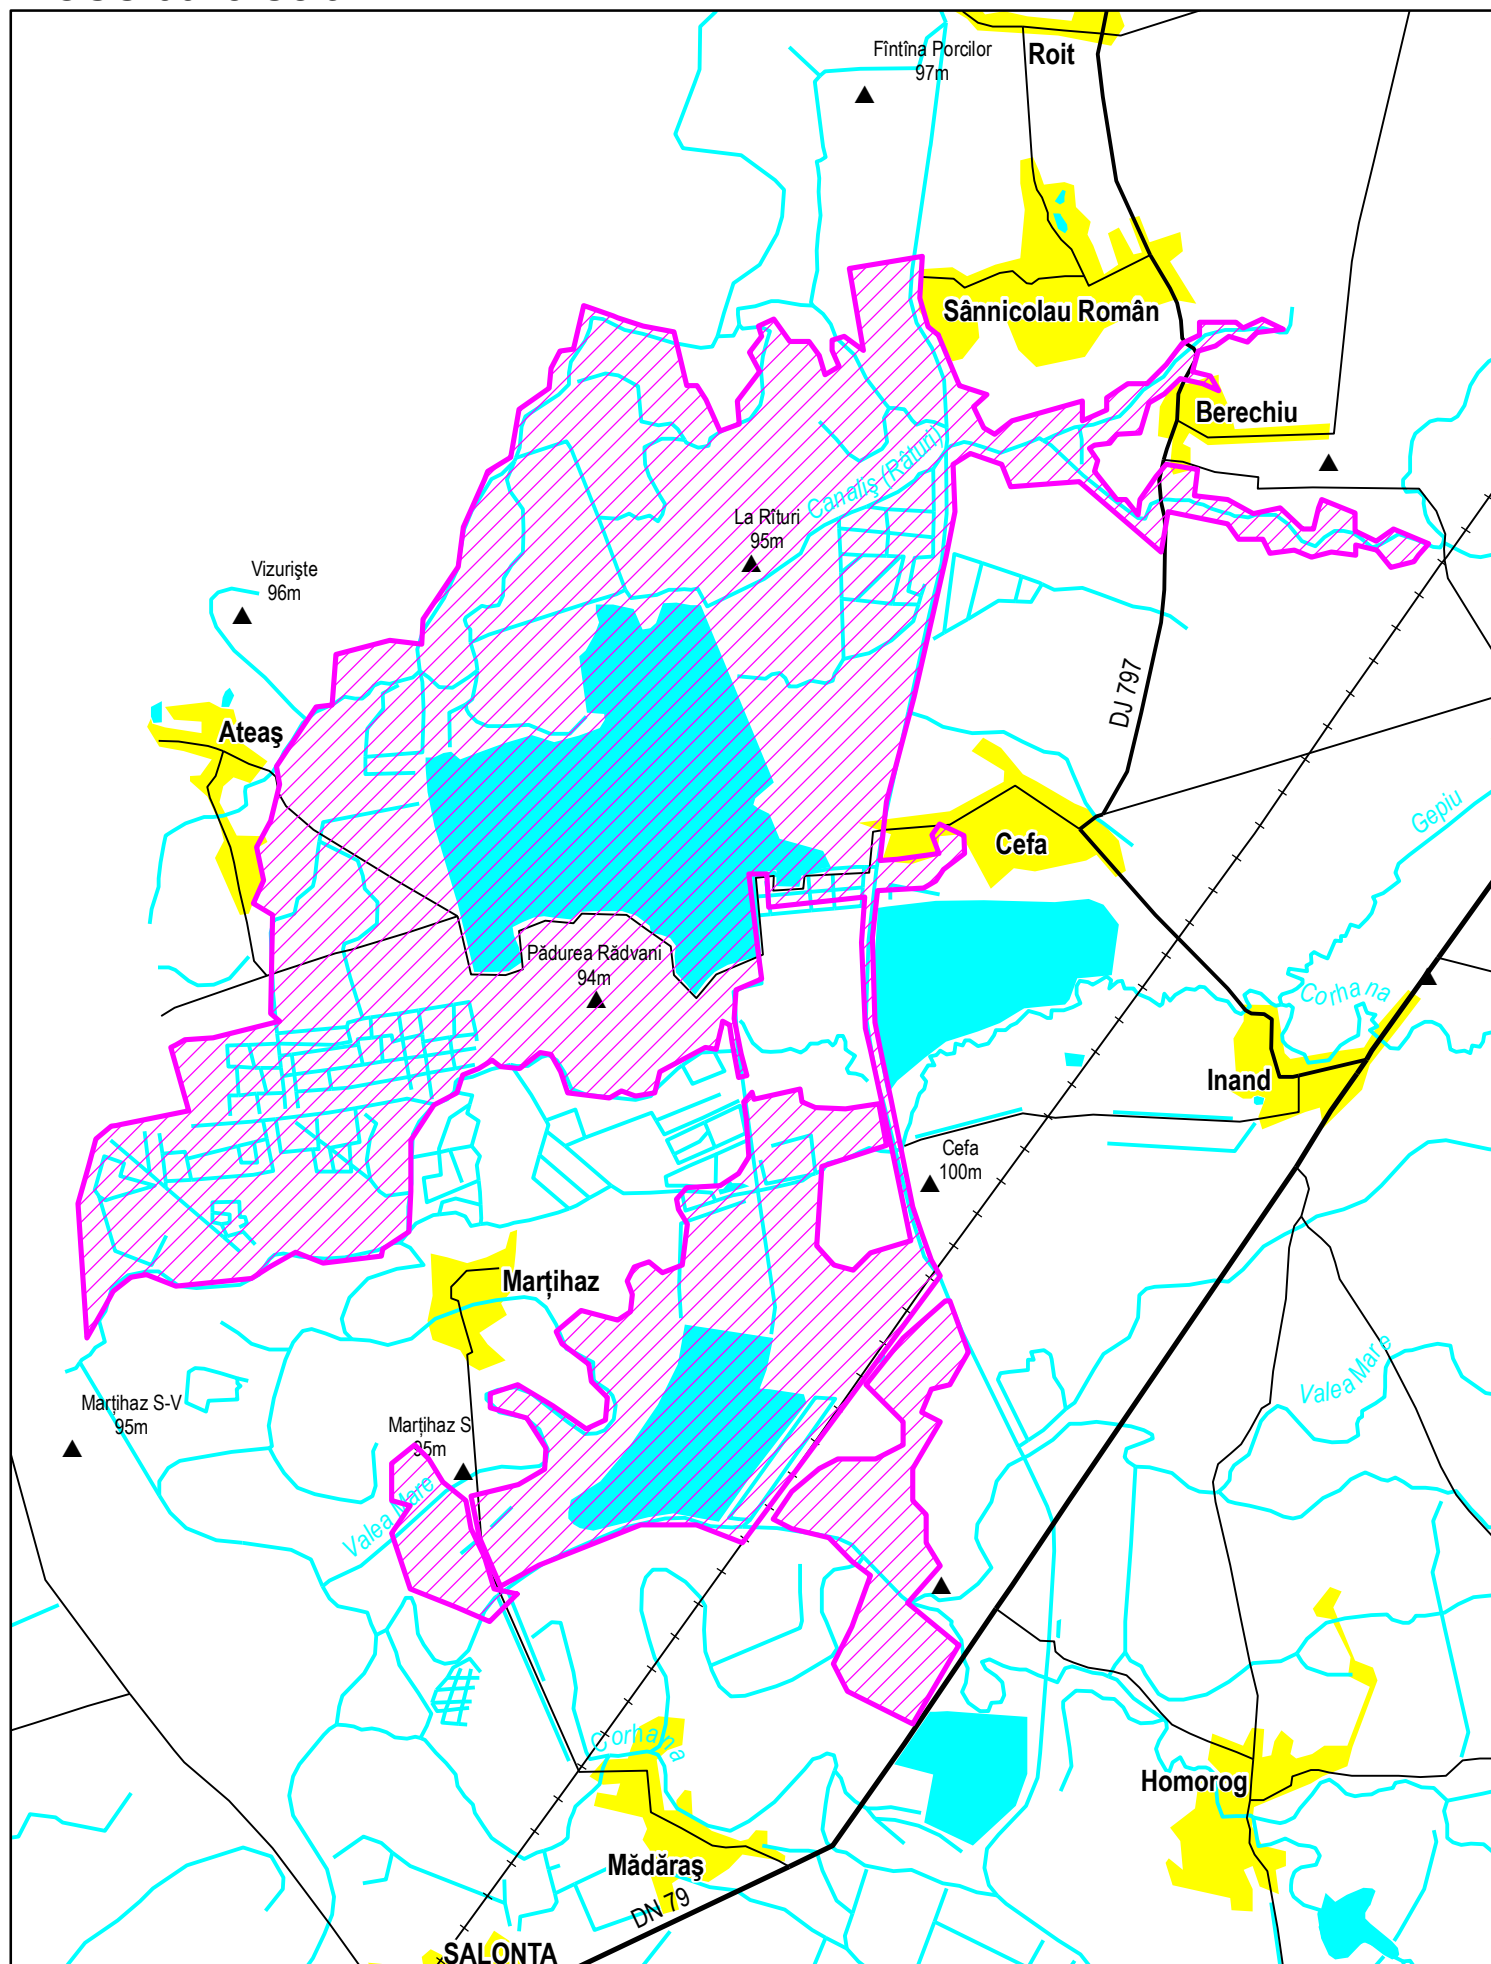 Fîntîna Porcilor
97m
Roit
Sânnicolau Român
Berechiu
Canaliş (Râturi)
La Rîturi
95m
Vizurişte
96m
DJ 797
Ateaş
Gepiu
Cefa
Pădurea Rădvani
94m
Corhana
Inand
Cefa
100m
Marțihaz
Valea Mare
Marțihaz S-V
95m
Marțihaz S
95m
Valea Mare
Corhana
Homorog
Mădăraş
DN 79
SALONTA